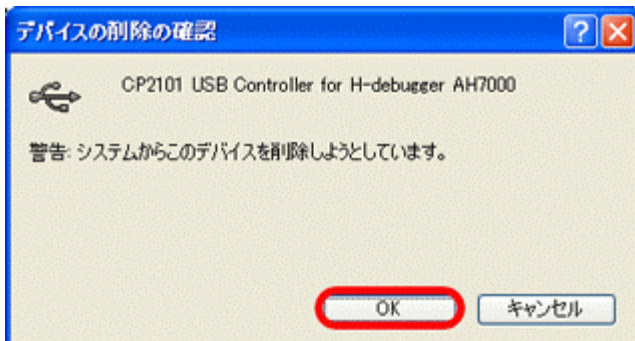 デバイスの削除の確認
CP2101 USB Controller for H-debugger AH7000
警告: システムからこのデバイスを削除しようとしています。
OK
キャンセル